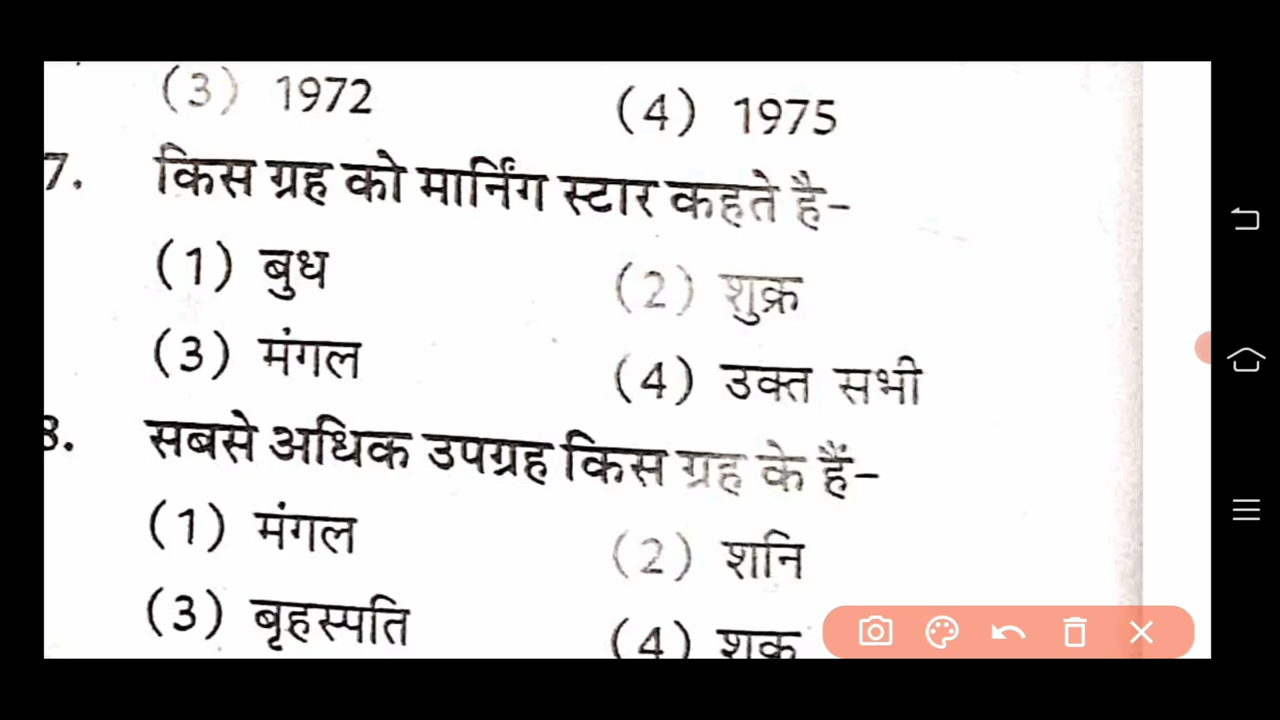 (3) 1972 (4) 1975
7. किस ग्रह को मार्निंग स्टार कहते है-
(1) बुध (2) शुक्र
(3) मंगल (4) उक्त सभी
8. सबसे अधिक उपग्रह किस ग्रह के हैं-
(1) मंगल (2) शनि
(3) बृहस्पति (4)